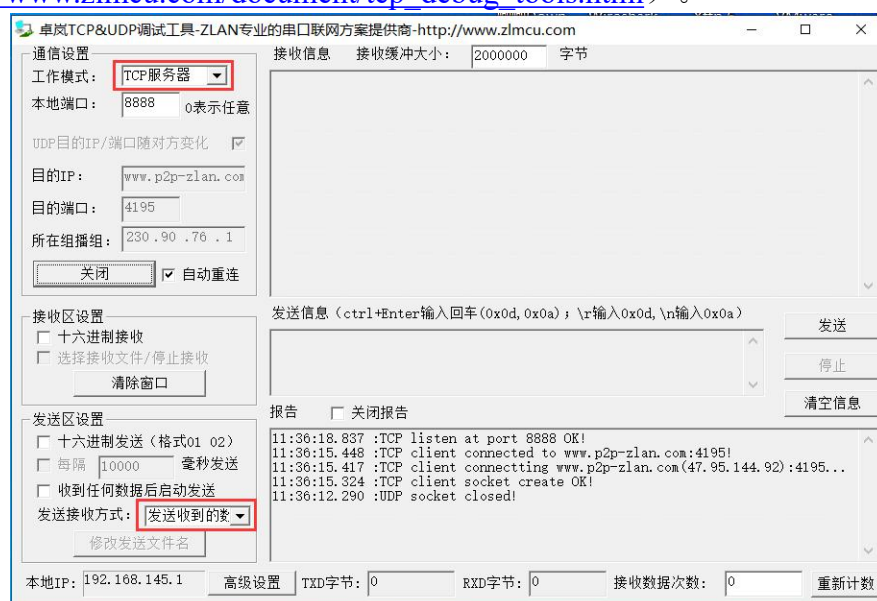 www.zlmcu.com/document/tcp_debug_tools.html）。
卓岚TCP&UDP调试工具-ZLAN专业的串口联网方案提供商-http://www.zlmcu.com
通信设置
工作模式： TCP服务器
本地端口： 8888 0表示任意
UDP目的IP/端口随对方变化
目的IP： www.p2p-zlan.com
目的端口： 4195
所在组播组： 230 .90 .76 . 1
关闭 自动重连
接收区设置
十六进制接收
选择接收文件/停止接收
清除窗口
发送区设置
十六进制发送（格式01 02）
每隔 10000 毫秒发送
收到任何数据后启动发送
发送接收方式： 发送收到的数
修改发送文件名
接收信息 接收缓冲大小： 2000000 字节
发送信息（ctrl+Enter输入回车(0x0d,0x0a)；\r输入0x0d,\n输入0x0a）
发送
停止
清空信息
报告 关闭报告
11:36:18.837 :TCP listen at port 8888 OK!
11:36:15.448 :TCP client connected to www.p2p-zlan.com:4195!
11:36:15.417 :TCP client connectting www.p2p-zlan.com(47.95.144.92):4195...
11:36:15.324 :TCP client socket create OK!
11:36:12.290 :UDP socket closed!
本地IP: 192.168.145.1 高级设置 TXD字节: 0 RXD字节: 0 接收数据次数: 0 重新计数